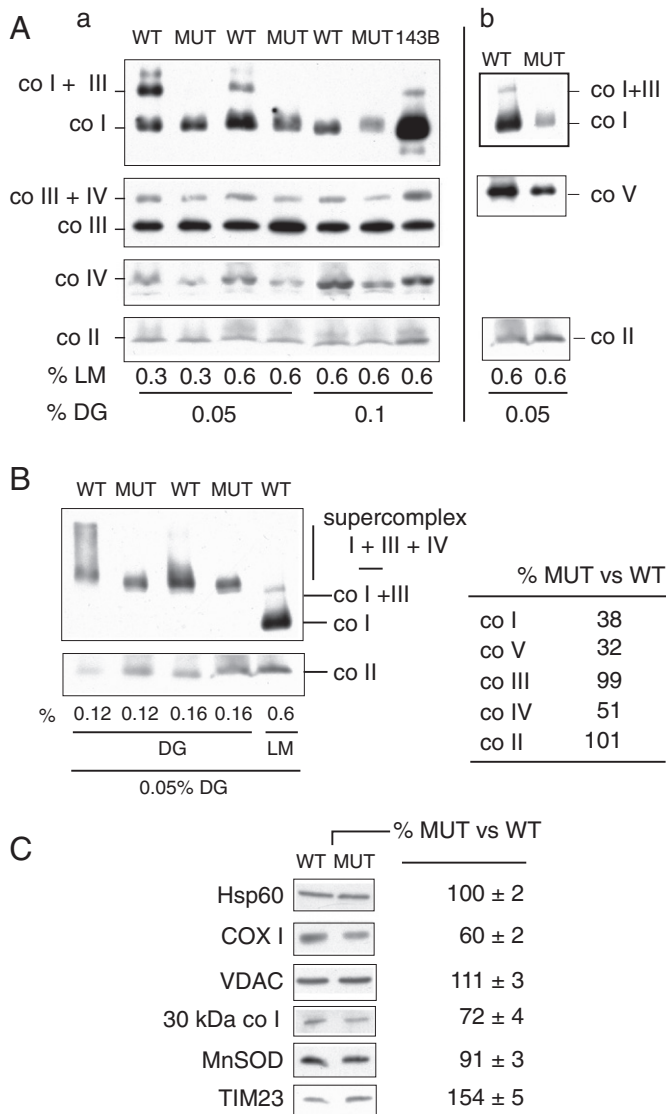 A
a
b
WT MUT WT MUT WT MUT 143B
WT MUT
co I + III
co I
co I+III
co I
co III + IV
co III
co V
co IV
co II
co II
% LM
0.3 0.3 0.6 0.6 0.6 0.6 0.6
0.6 0.6
% DG
0.05 0.1
0.05
B
WT MUT WT MUT WT
supercomplex
I + III + IV
co I +III
co I
co II
% 0.12 0.12 0.16 0.16 0.6
DG LM
0.05% DG
% MUT vs WT
co I 38
co V 32
co III 99
co IV 51
co II 101
C
% MUT vs WT
WT MUT
Hsp60 100 ± 2
COX I 60 ± 2
VDAC 111 ± 3
30 kDa co I 72 ± 4
MnSOD 91 ± 3
TIM23 154 ± 5